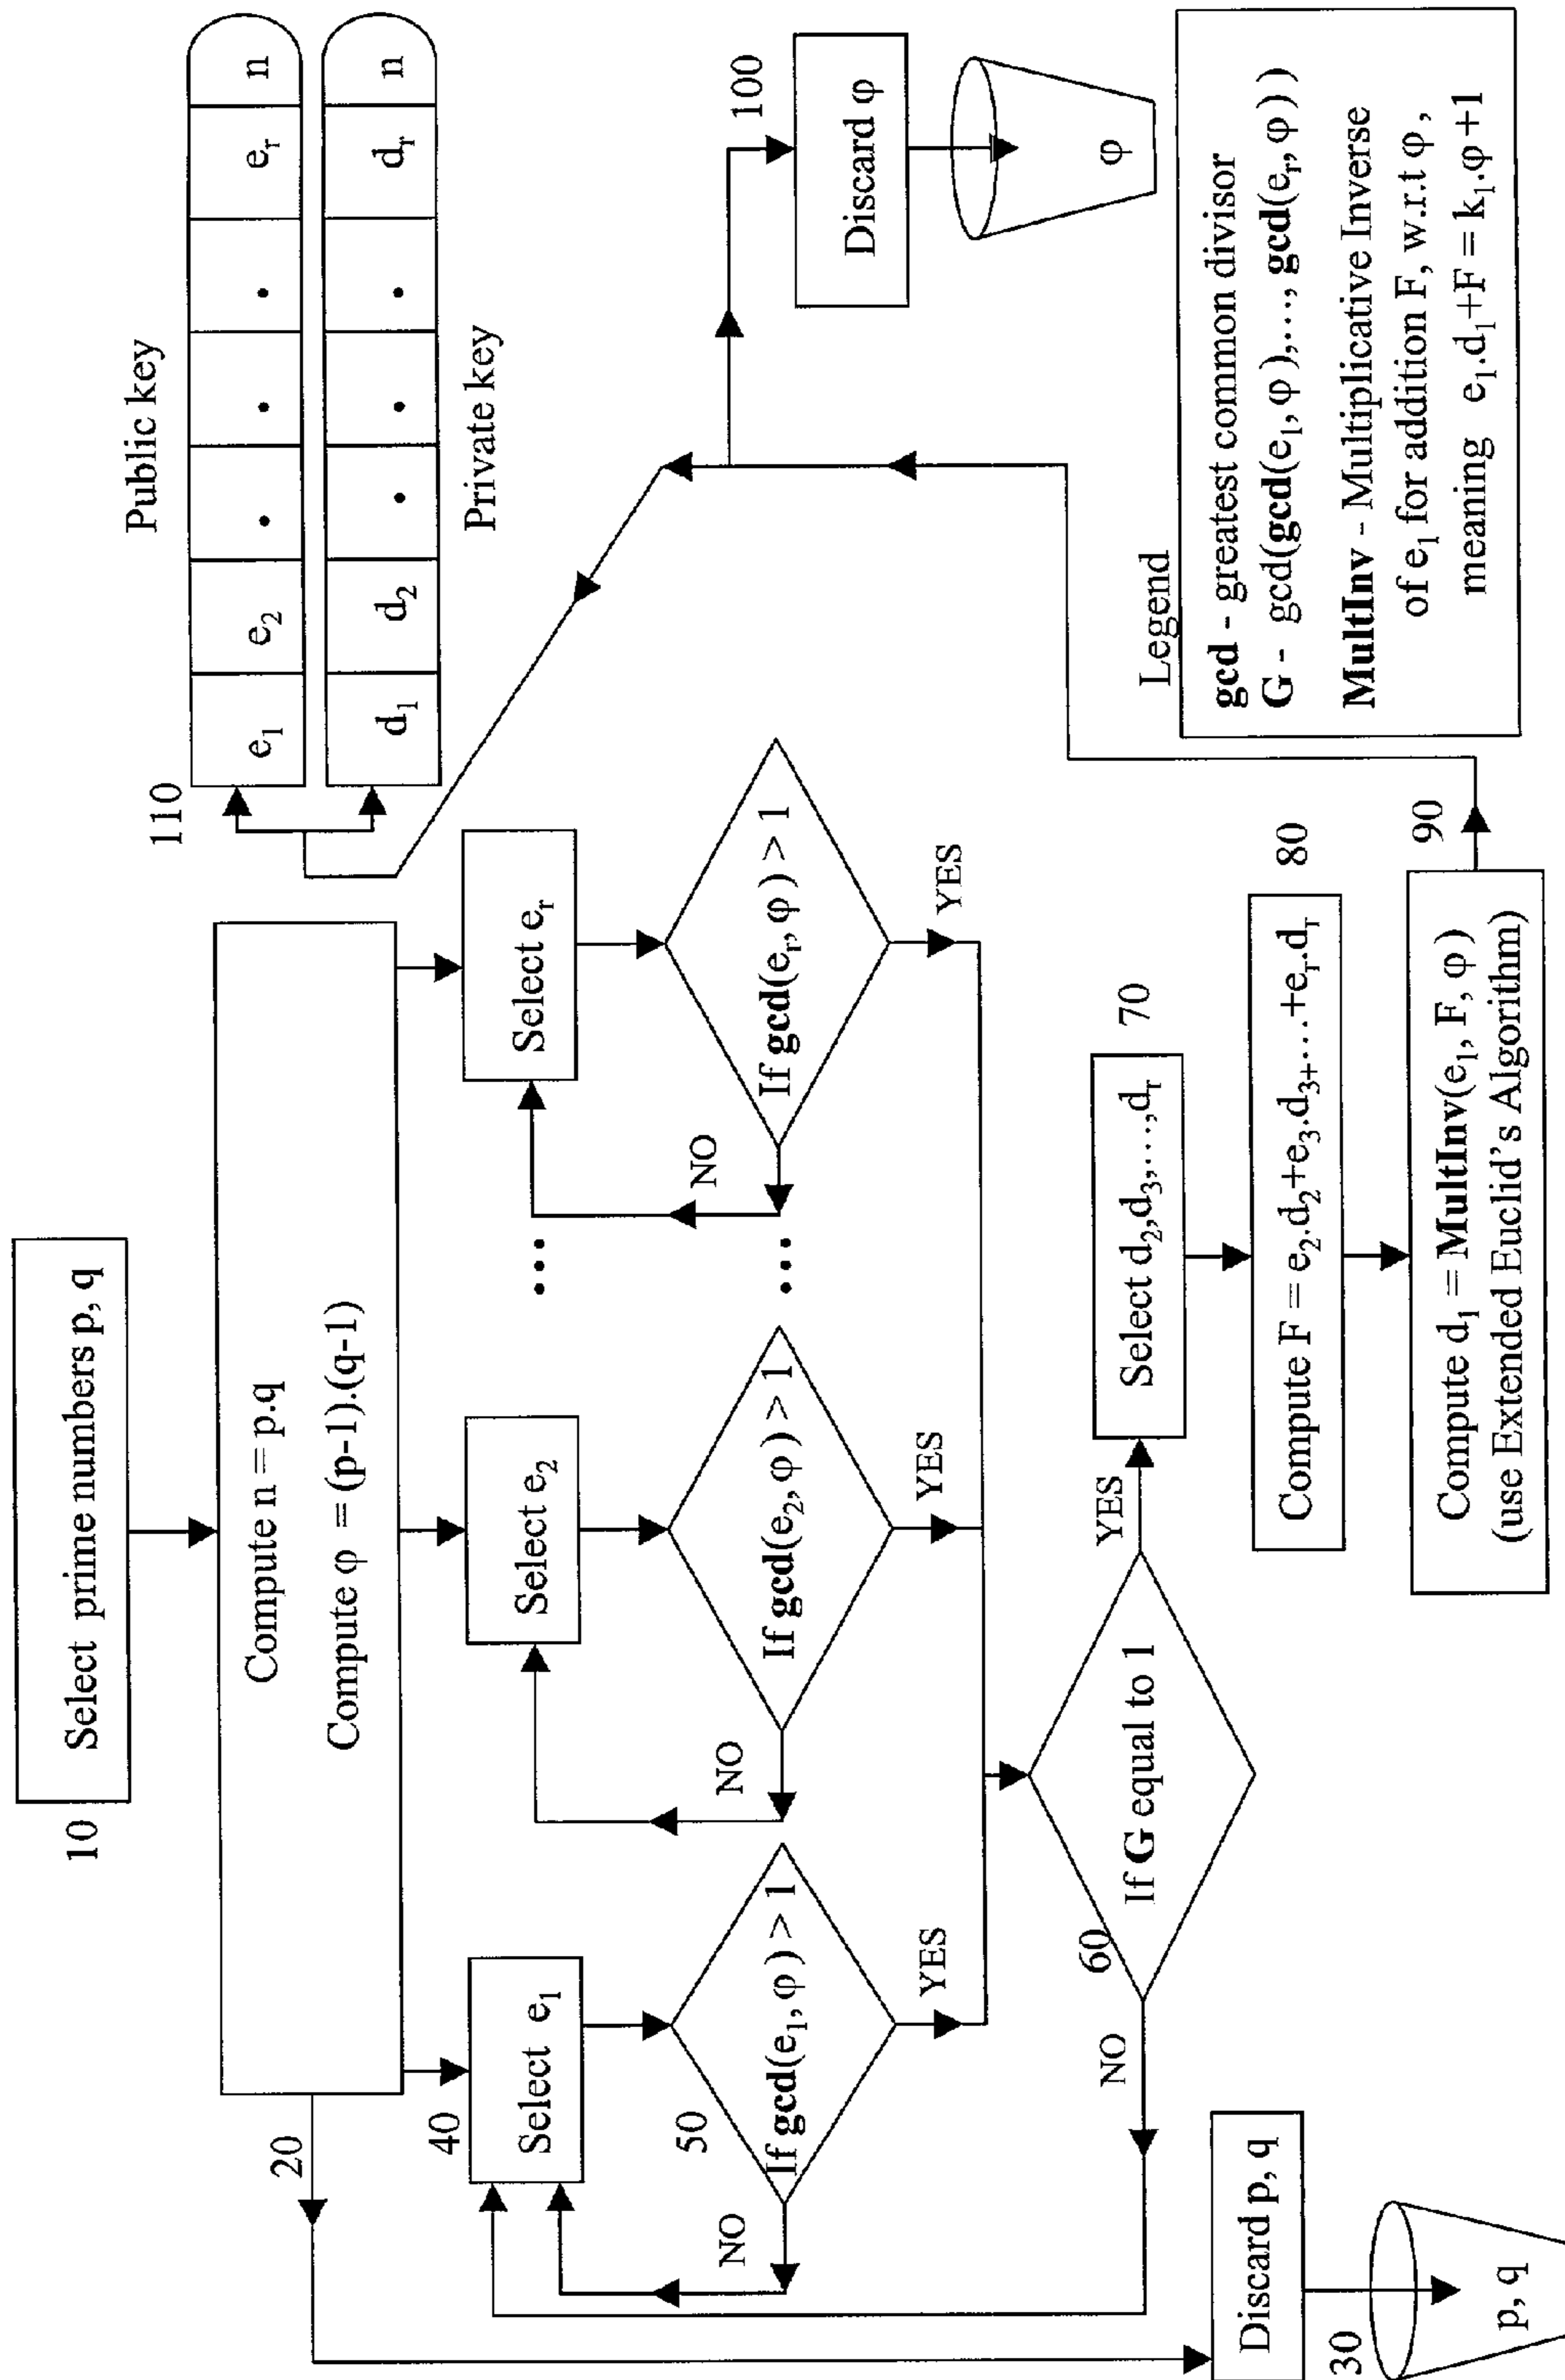 10
Select prime numbers p, q
Compute n = p.q
Compute φ = (p-1).(q-1)
20
40
Select e₁
Select e₂
...
Select eᵣ
50
If gcd(e₁, φ) > 1
If gcd(e₂, φ) > 1
...
If gcd(eᵣ, φ) > 1
NO
NO
NO
YES
YES
YES
60
If G equal to 1
NO
YES
Select d₂,d₃,...,dᵣ
70
Compute F = e₂.d₂+e₃.d₃₊...+eᵣ.dᵣ
80
Compute d₁ = MultInv(e₁, F, φ)
(use Extended Euclid's Algorithm)
90
Discard p, q
30
p, q
110
Public key
e₁ e₂ . . . eᵣ n
d₁ d₂ . . . dᵣ n
Private key
100
Discard φ
φ
Legend
gcd - greatest common divisor
G - gcd(gcd(e₁, φ),..., gcd(eᵣ, φ))
MultInv - Multiplicative Inverse
of e₁ for addition F, w.r.t φ,
meaning e₁.d₁+F = k₁.φ +1